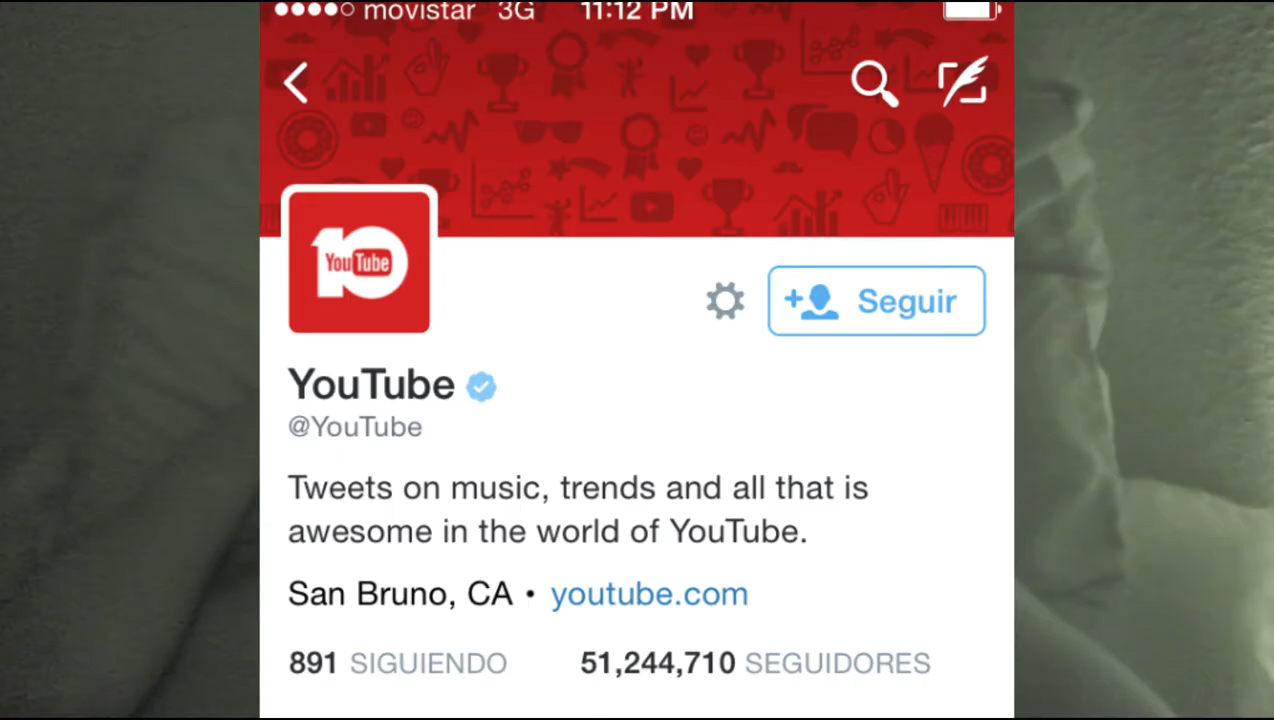 movistar 3G 11:12 PM
10
YouTube
Seguir
YouTube
@YouTube
Tweets on music, trends and all that is
awesome in the world of YouTube.
San Bruno, CA • youtube.com
891 SIGUIENDO 51,244,710 SEGUIDORES